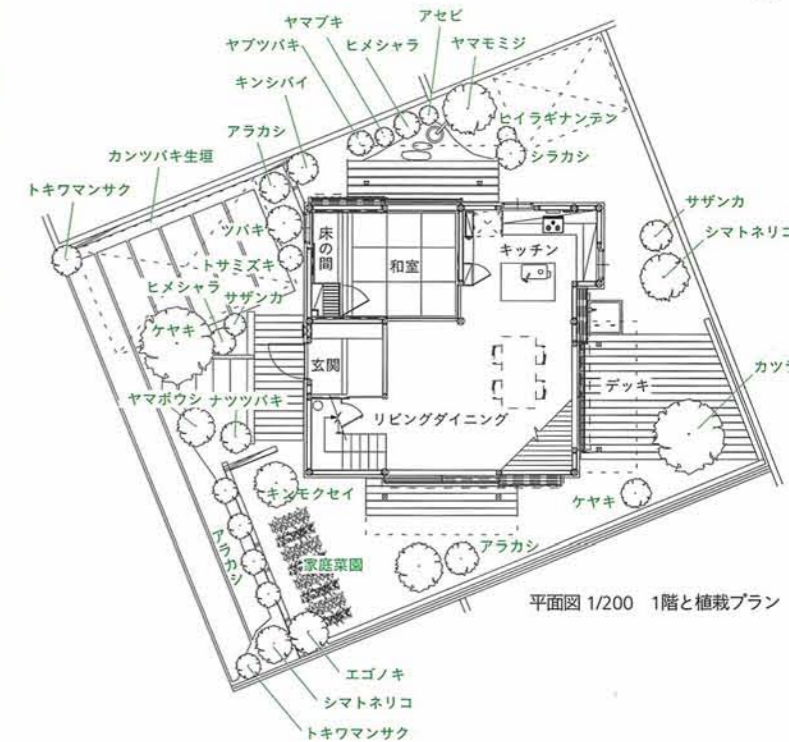 アセビ
ヤマブキ
ヤブツバキ
ヒメシャラ
ヤマモミジ
キンシバイ
ヒイラギナンテン
アラカシ
シラカシ
カンツバキ生垣
トキワマンサク
サザンカ
ツバキ
床の間
シマトネリコ
キッチン
和室
トサミズキ
ヒメシャラ
サザンカ
ケヤキ
玄関
カツラ
デッキ
ヤマボウシ
ナツツバキ
リビングダイニング
キンモクセイ
ケヤキ
アラカシ
アラカシ
家庭菜園
平面図 1/200 1階と植栽プラン
エゴノキ
シマトネリコ
トキワマンサク